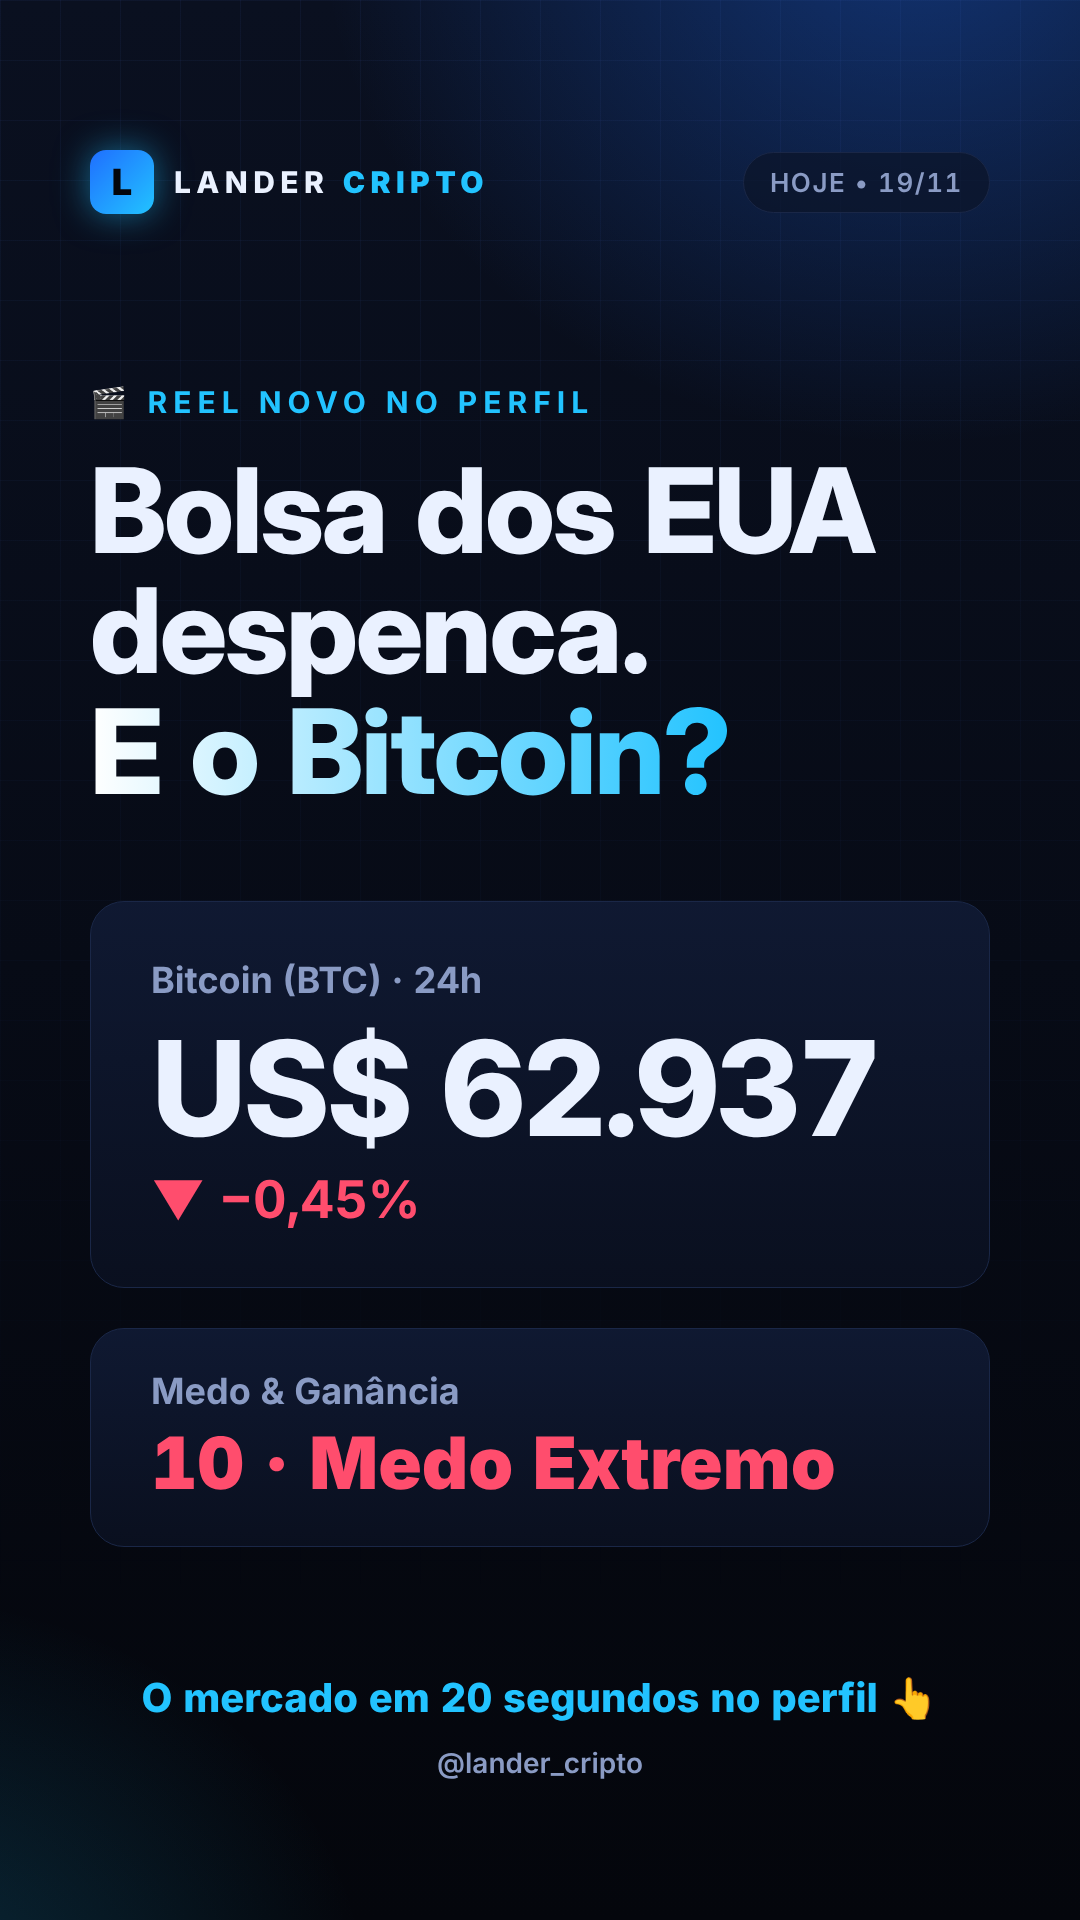 L LANDER CRIPTO
HOJE • 19/11
🎬 REEL NOVO NO PERFIL
Bolsa dos EUA
despenca.
E o Bitcoin?
Bitcoin (BTC) · 24h
US$ 62.937
▼ −0,45%
Medo & Ganância
10 · Medo Extremo
O mercado em 20 segundos no perfil 👆
@lander_cripto